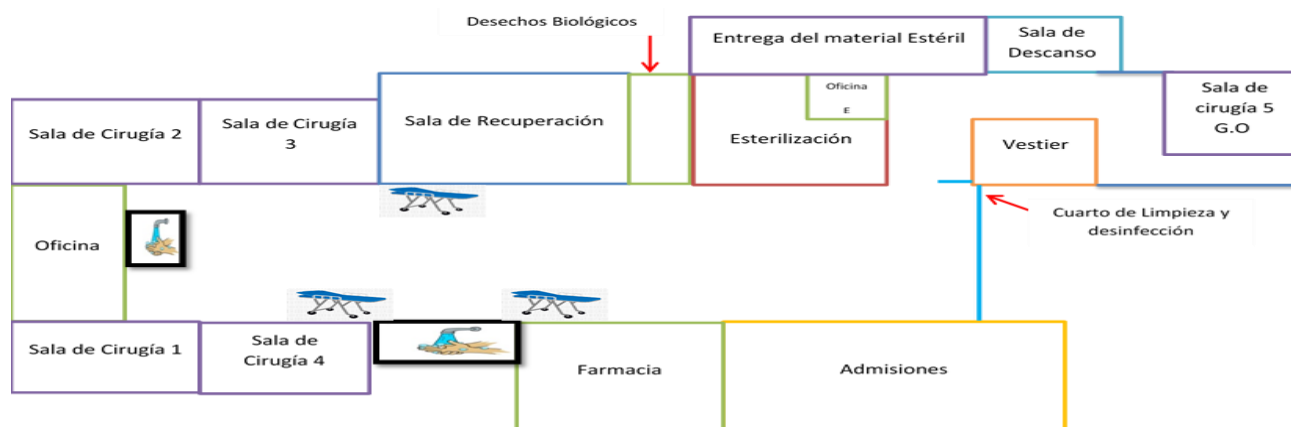 Desechos Biológicos
Entrega del material Estéril
Sala de
Descanso
Sala de Cirugía 2
Sala de Cirugía
3
Sala de Recuperación
Oficina
E
Esterilización
Vestier
Sala de
cirugía 5
G.O
Oficina
Cuarto de Limpieza y
desinfección
Sala de Cirugía 1
Sala de
Cirugía 4
Farmacia
Admisiones